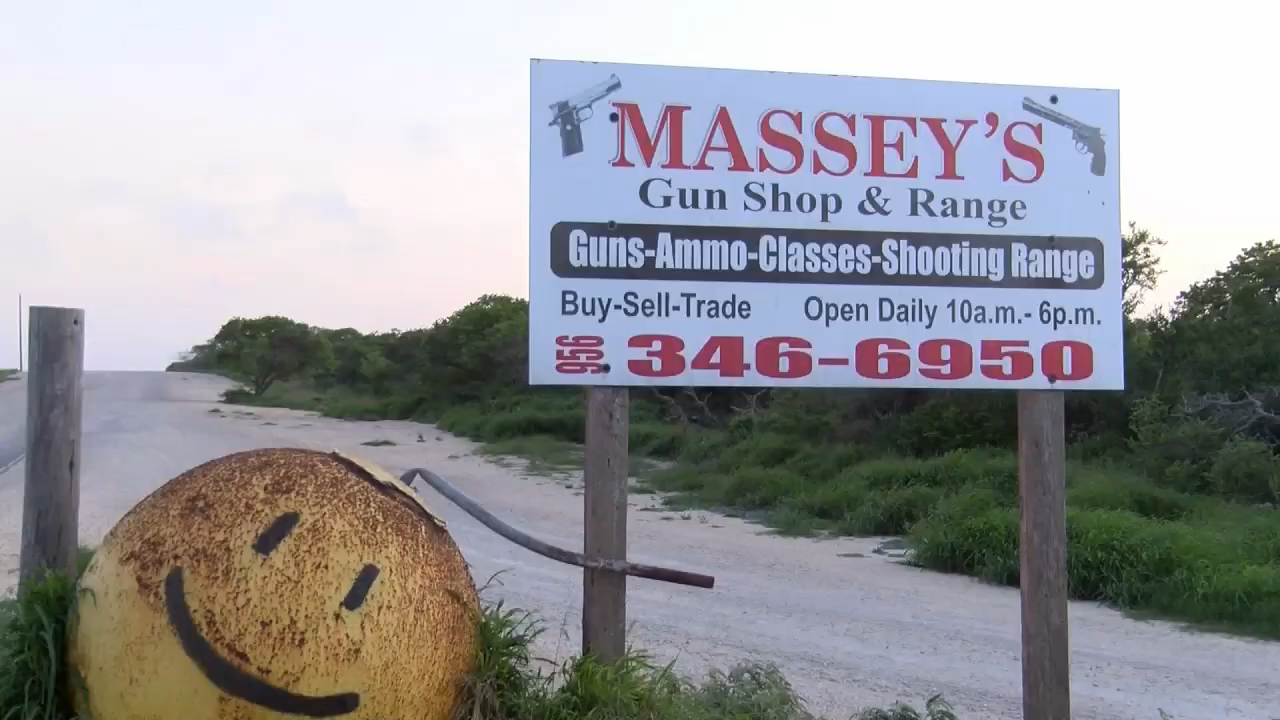 MASSEY'S
Gun Shop & Range
Guns-Ammo-Classes-Shooting Range
Buy-Sell-Trade Open Daily 10a.m.- 6p.m.
956 346-6950